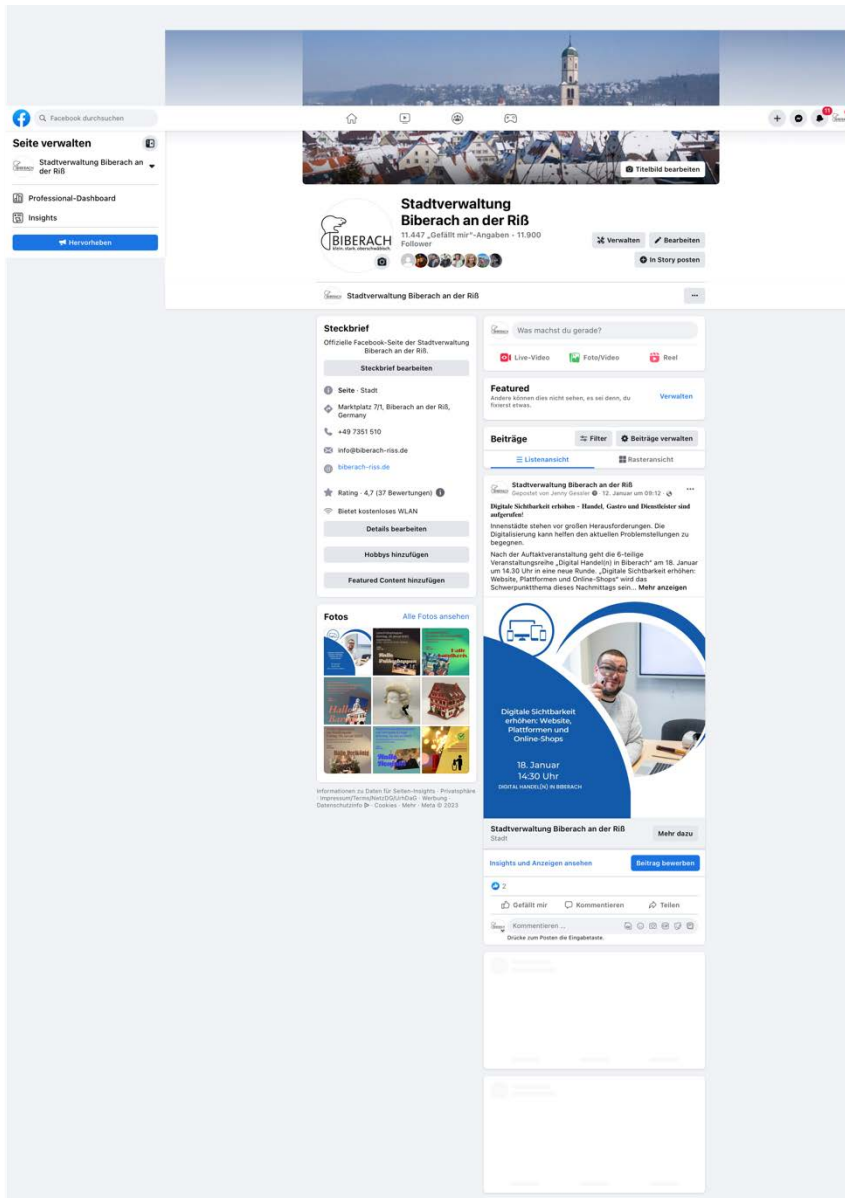 Facebook durchsuchen
11
Seite verwalten
Stadtverwaltung Biberach an
der Riß
Professional-Dashboard
Insights
Hervorheben
Titelbild bearbeiten
BIBERACH
Stadtverwaltung
Biberach an der Riß
11.447 „Gefällt mir“-Angaben • 11.900
Follower
Verwalten
Bearbeiten
In Story posten
Stadtverwaltung Biberach an der Riß
Steckbrief
Offizielle Facebook-Seite der Stadtverwaltung
Biberach an der Riß.
Steckbrief bearbeiten
Seite · Stadt
Marktplatz 7/1, Biberach an der Riß,
Germany
+49 7351 510
info@biberach-riss.de
biberach-riss.de
Rating · 4,7 (37 Bewertungen)
Bietet kostenloses WLAN
Details bearbeiten
Hobbys hinzufügen
Featured Content hinzufügen
Fotos
Alle Fotos ansehen
Informationen zu Daten für Seiten-Insights · Privatsphäre
· Impressum/Terms/NetzDG/UrhDaG · Werbung ·
Datenschutzinfo · Cookies · Mehr · Meta © 2023
Was machst du gerade?
Live-Video
Foto/Video
Reel
Featured
Andere können dies nicht sehen, es sei denn, du
fixierst etwas.
Verwalten
Beiträge
Filter
Beiträge verwalten
Listenansicht
Rasteransicht
Stadtverwaltung Biberach an der Riß
Gepostet von Jenny Gessler · 12. Januar um 09:12 ·
Digitale Sichtbarkeit erhöhen - Handel, Gastro und Dienstleister sind
aufgerufen!
Innenstädte stehen vor großen Herausforderungen. Die
Digitalisierung kann helfen den aktuellen Problemstellungen zu
begegnen.
Nach der Auftaktveranstaltung geht die 6-teilige
Veranstaltungsreihe „Digital Handel(n) in Biberach“ am 18. Januar
um 14.30 Uhr in eine neue Runde. „Digitale Sichtbarkeit erhöhen:
Website, Plattformen und Online-Shops“ wird das
Schwerpunktthema dieses Nachmittags sein... Mehr anzeigen
Digitale Sichtbarkeit
erhöhen: Website,
Plattformen und
Online-Shops
18. Januar
14:30 Uhr
DIGITAL HANDEL(N) IN BIBERACH
Stadtverwaltung Biberach an der Riß
Stadt
Mehr dazu
Insights und Anzeigen ansehen
Beitrag bewerben
2
Gefällt mir
Kommentieren
Teilen
Kommentieren ...
Drücke zum Posten die Eingabetaste.